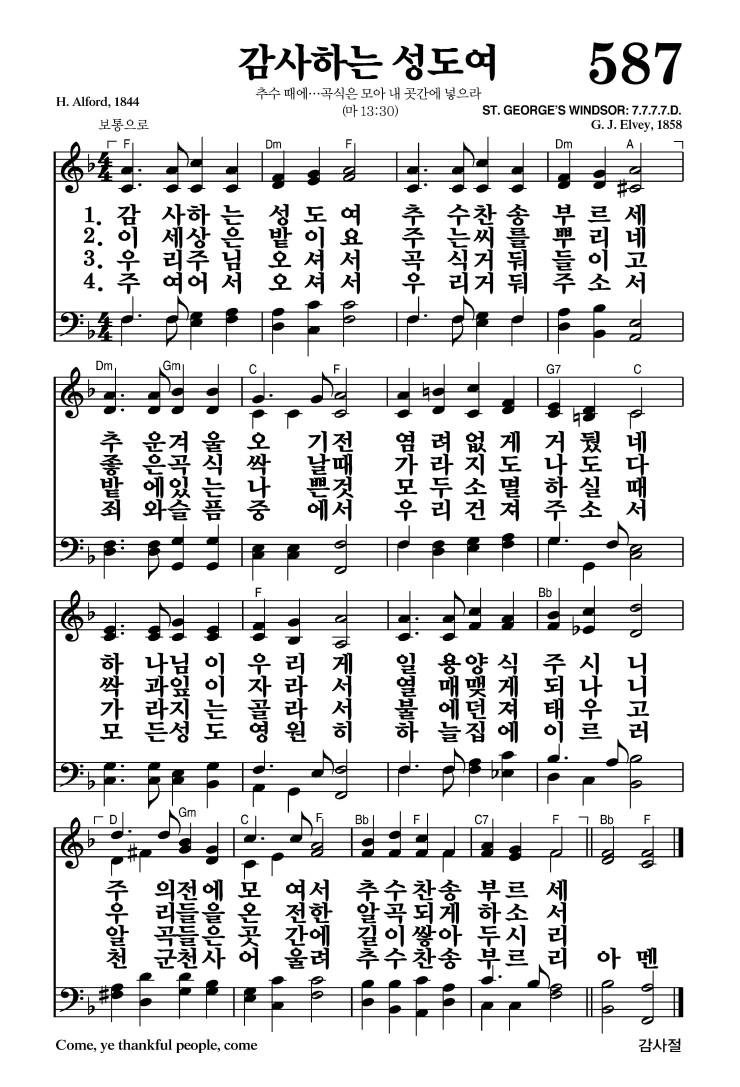 감사하는 성도여
587
추수 때에…곡식은 모아 내 곳간에 넣으라
(마 13:30)
H. Alford, 1844
ST. GEORGE'S WINDSOR: 7.7.7.7.D.
보통으로
G. J. Elvey, 1858
F Dm F Dm A
1. 감 사하 는 성 도 여 추 수찬 송 부 르 세
2. 이 세상 은 밭 이 요 주 는씨 를 뿌 리 네
3. 우 리주 님 오 셔 서 곡 식거 둬 들 이 고
4. 주 여어 서 오 셔 서 우 리거 둬 주 소 서
Dm Gm C F G7 C
추 운겨 울 오 기전 염 려 없 게 거 뒀 네
좋 은곡 식 싹 날때 가 라 지 도 나 도 다
밭 에있 는 나 쁜것 모 두 소 멸 하 실 때
죄 와슬 픔 중 에서 우 리 건 져 주 소 서
F Bb
하 나님 이 우 리 게 일 용양 식 주 시 니
싹 과잎 이 자 라 서 열 매맺 게 되 나 니
가 라지 는 골 라 서 불 에던 져 태 우 고
모 든성 도 영 원 히 하 늘집 에 이 르 러
D Gm C F Bb F C7 F Bb F
주 의전에 모 여서 추 수 찬 송 부 르 세
우 리들을 온 전한 알 곡 되 게 하 소 서
알 곡들은 곳 간에 길 이 쌓 아 두 시 리
천 군천사 어 울려 추 수 찬 송 부 르 리 아 멘
Come, ye thankful people, come
감사절